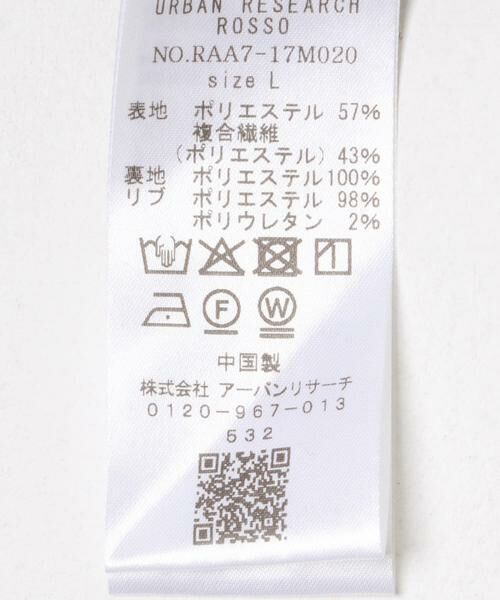 URBAN RESEARCH
ROSSO
NO.RAA7-17M020
size L
表地 ポリエステル 57%
複合繊維
(ポリエステル) 43%
裏地 ポリエステル100%
リブ ポリエステル 98%
ポリウレタン 2%
F W
中国製
株式会社 アーバンリサーチ
0120-967-013
532